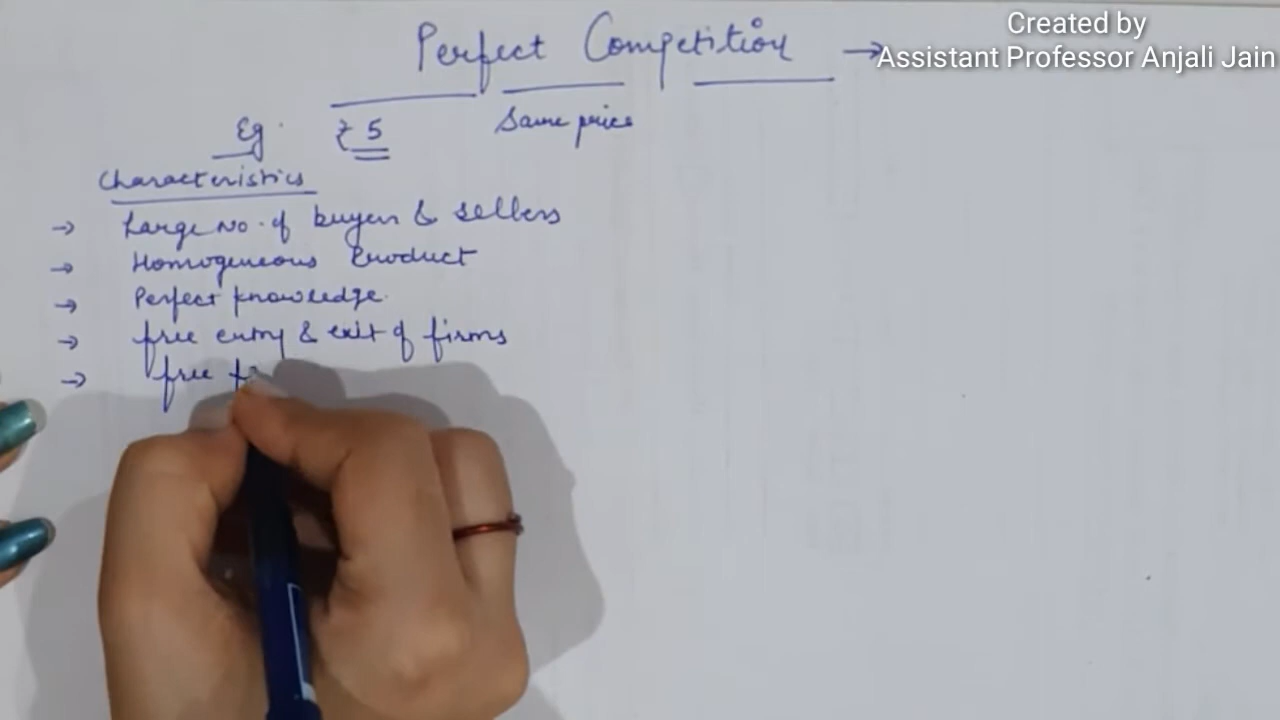 Created by
Assistant Professor Anjali Jain
Perfect Competition →
Eg. ₹ 5 Same price
Characteristics
→ Large No. of buyers & sellers
→ Homogeneous Product
→ Perfect knowledge.
→ free entry & exit of firms
→ free